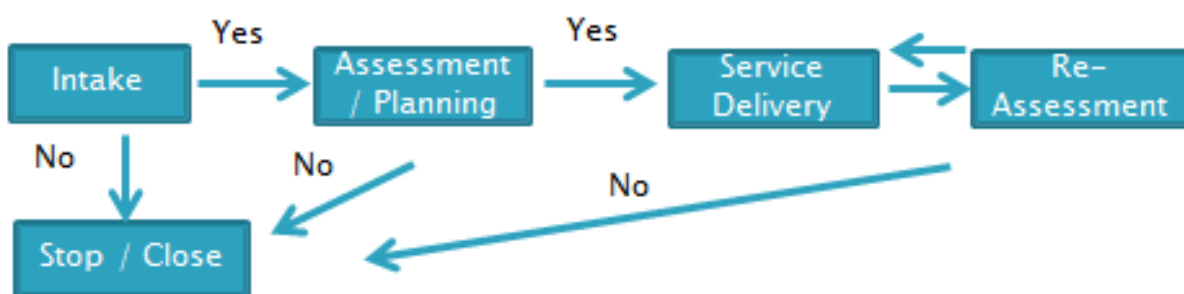 Yes
Yes
Intake
Assessment
/ Planning
Service
Delivery
Re-
Assessment
No
No
No
Stop / Close